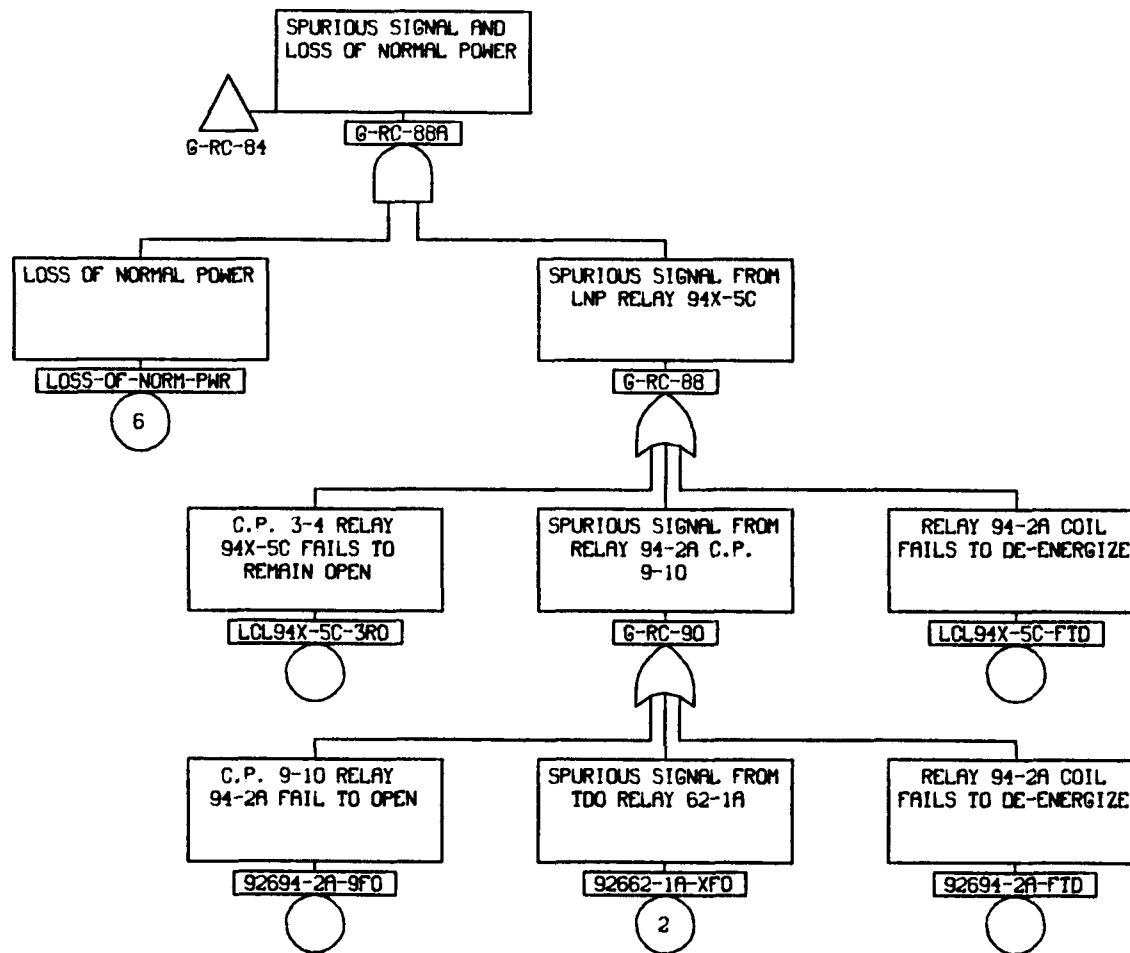 SPURIOUS SIGNAL AND
LOSS OF NORMAL POWER
G-RC-84
G-RC-88A
LOSS OF NORMAL POWER
LOSS-OF-NORM-PWR
6
SPURIOUS SIGNAL FROM
LNP RELAY 94X-5C
G-RC-88
C.P. 3-4 RELAY
94X-5C FAILS TO
REMAIN OPEN
LCL94X-5C-3RO
SPURIOUS SIGNAL FROM
RELAY 94-2A C.P.
9-10
G-RC-90
RELAY 94-2A COIL
FAILS TO DE-ENERGIZE
LCL94X-5C-FTD
C.P. 9-10 RELAY
94-2A FAIL TO OPEN
92694-2A-9FO
SPURIOUS SIGNAL FROM
TDO RELAY 62-1A
92662-1A-XFO
2
RELAY 94-2A COIL
FAILS TO DE-ENERGIZE
92694-2A-FTD